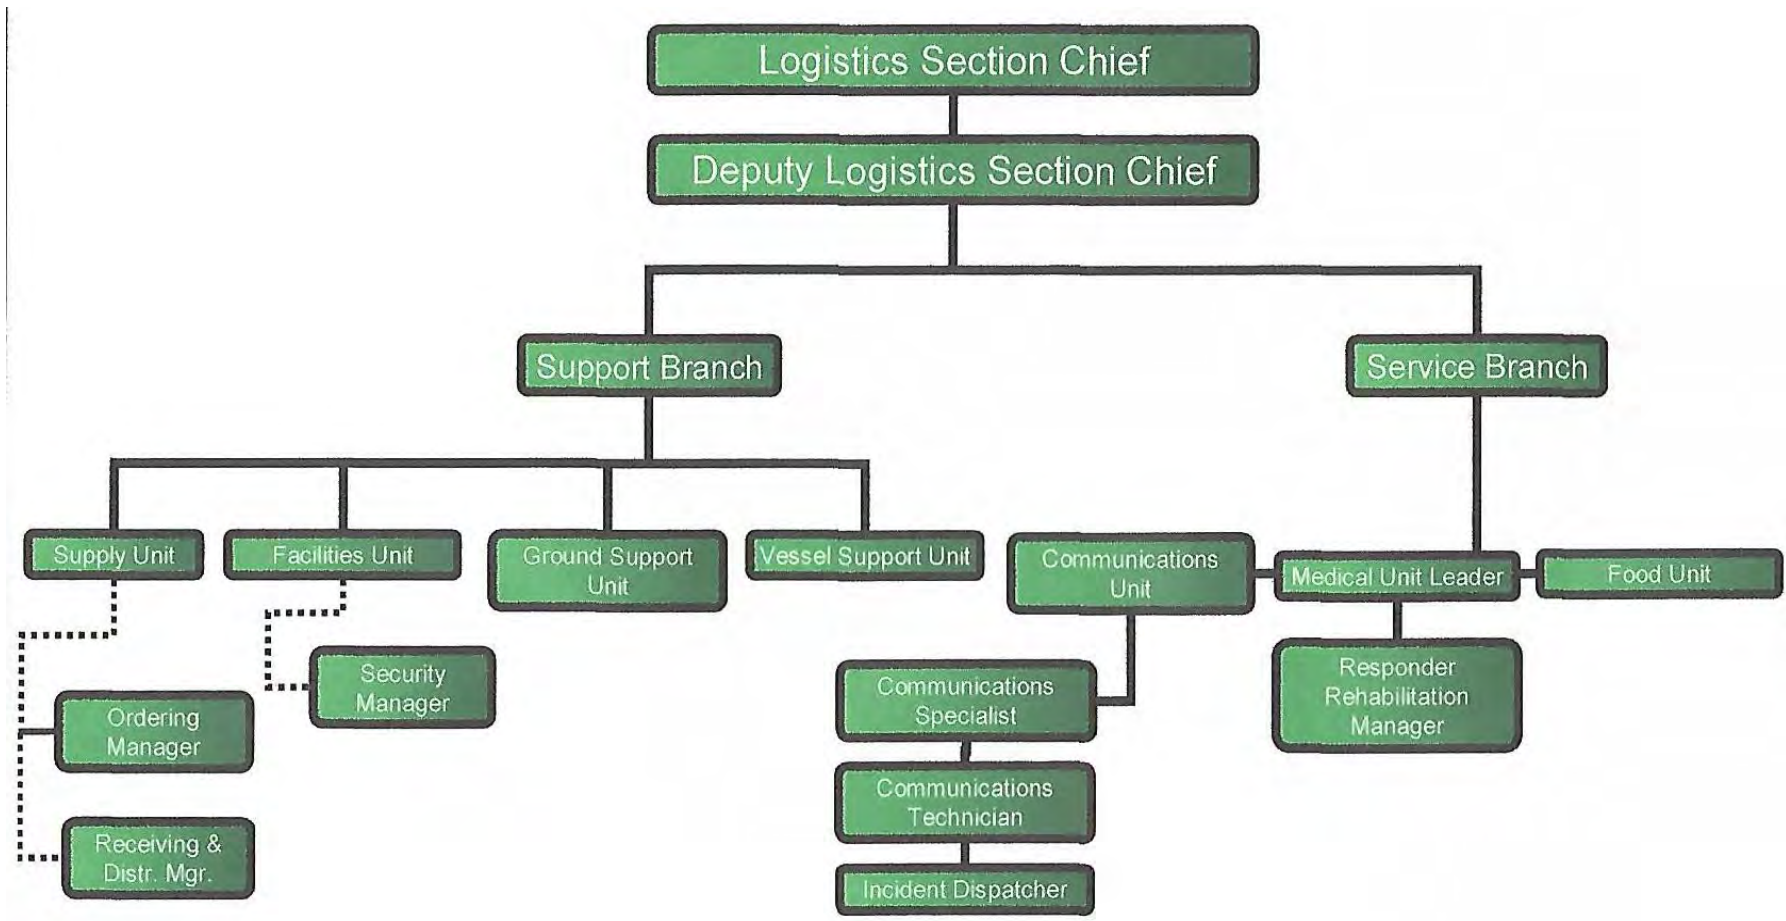 Logistics Section Chief
Deputy Logistics Section Chief
Support Branch
Service Branch
Supply Unit
Facilities Unit
Ground Support
Unit
Vessel Support Unit
Communications
Unit
Medical Unit Leader
Food Unit
Security
Manager
Ordering
Manager
Receiving &
Distr. Mgr.
Communications
Specialist
Communications
Technician
Incident Dispatcher
Responder
Rehabilitation
Manager